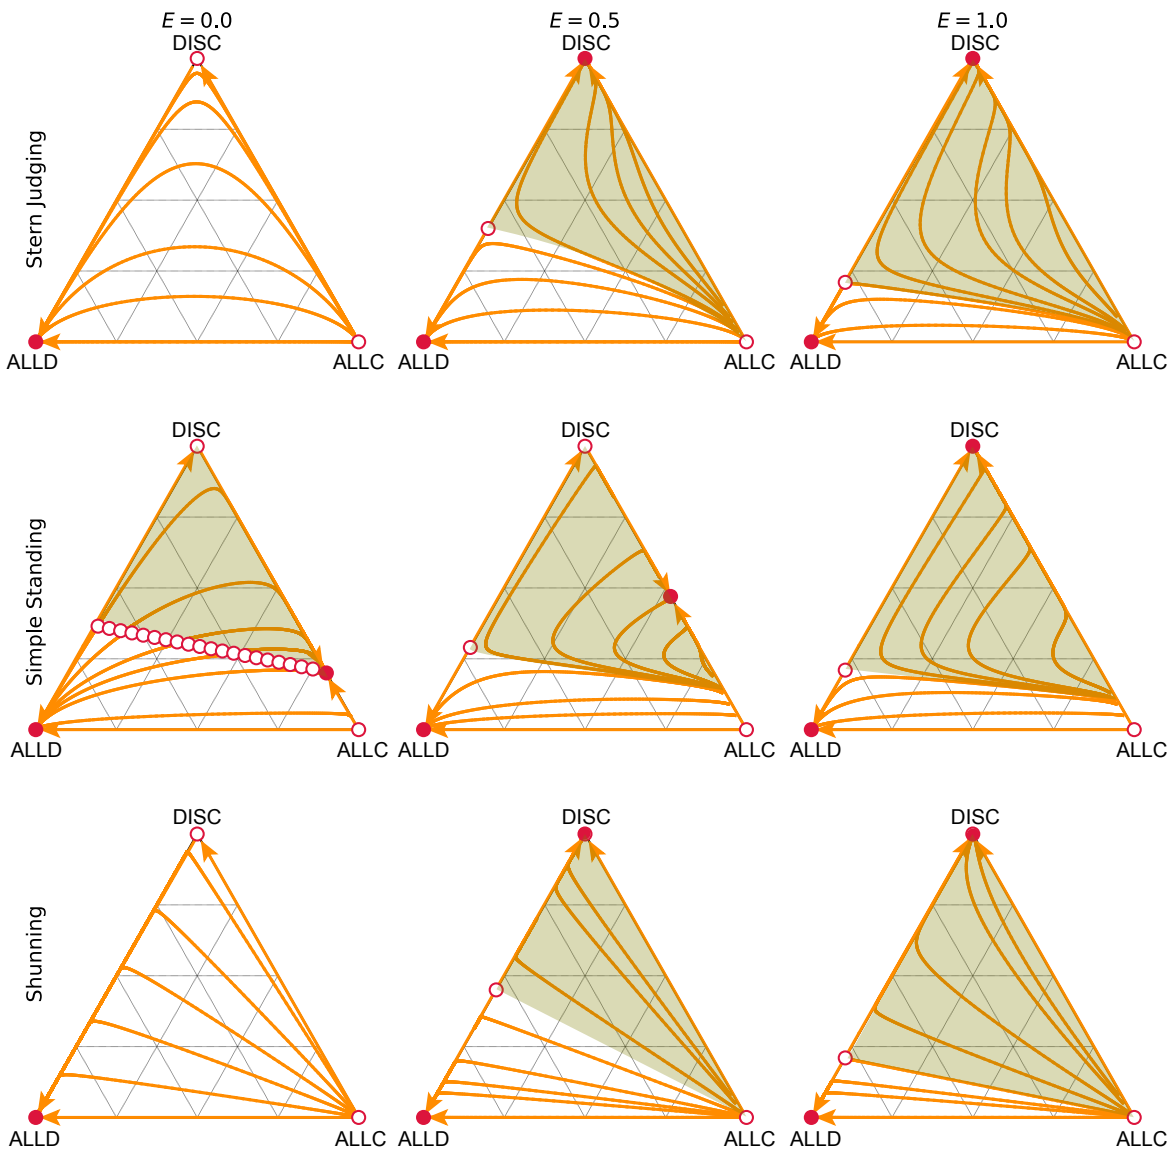 E = 0.0 E = 0.5 E = 1.0
DISC DISC DISC
Stern Judging
ALLD ALLC ALLD ALLC ALLD ALLC
DISC DISC DISC
Simple Standing
ALLD ALLC ALLD ALLC ALLD ALLC
DISC DISC DISC
Shunning
ALLD ALLC ALLD ALLC ALLD ALLC